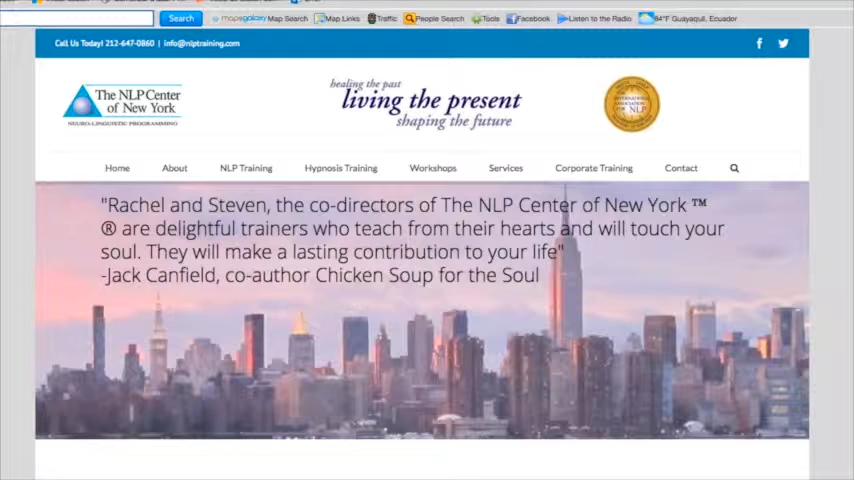 Search
mapsgalaxy Map Search
Map Links
Traffic
People Search
Tools
Facebook
Listen to the Radio
84°F Guayaquil, Ecuador
Call Us Today! 212-647-0860 | info@nlptraining.com
The NLP Center
of New York
NEURO-LINGUISTIC PROGRAMMING
healing the past
living the present
shaping the future
INTERNATIONAL
ASSOCIATION
FOR NLP
Home About NLP Training Hypnosis Training Workshops Services Corporate Training Contact
"Rachel and Steven, the co-directors of The NLP Center of New York ™
® are delightful trainers who teach from their hearts and will touch your
soul. They will make a lasting contribution to your life"
-Jack Canfield, co-author Chicken Soup for the Soul